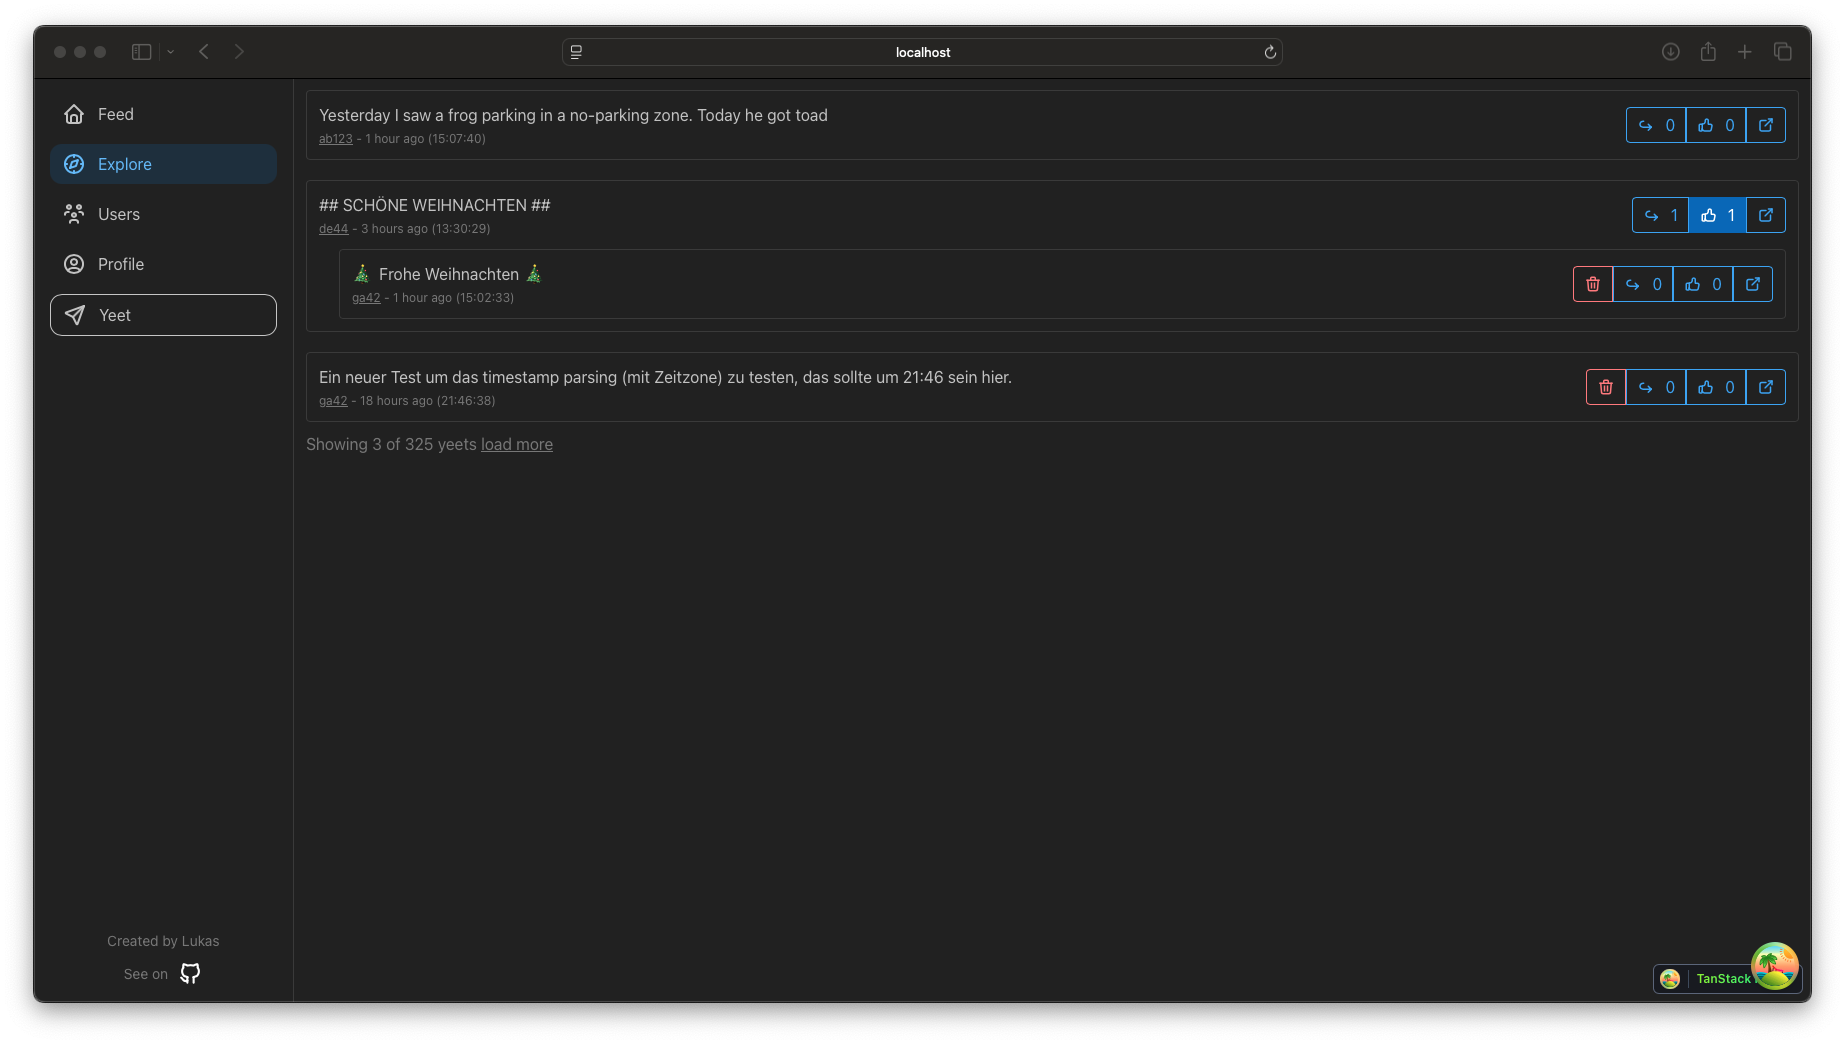 localhost
Feed
Explore
Users
Profile
Yeet
Yesterday I saw a frog parking in a no-parking zone. Today he got toad
ab123 - 1 hour ago (15:07:40)
0 0
## SCHÖNE WEIHNACHTEN ##
de44 - 3 hours ago (13:30:29)
1 1
🎄 Frohe Weihnachten 🎄
ga42 - 1 hour ago (15:02:33)
0 0
Ein neuer Test um das timestamp parsing (mit Zeitzone) zu testen, das sollte um 21:46 sein hier.
ga42 - 18 hours ago (21:46:38)
0 0
Showing 3 of 325 yeets load more
Created by Lukas
See on
TanStack